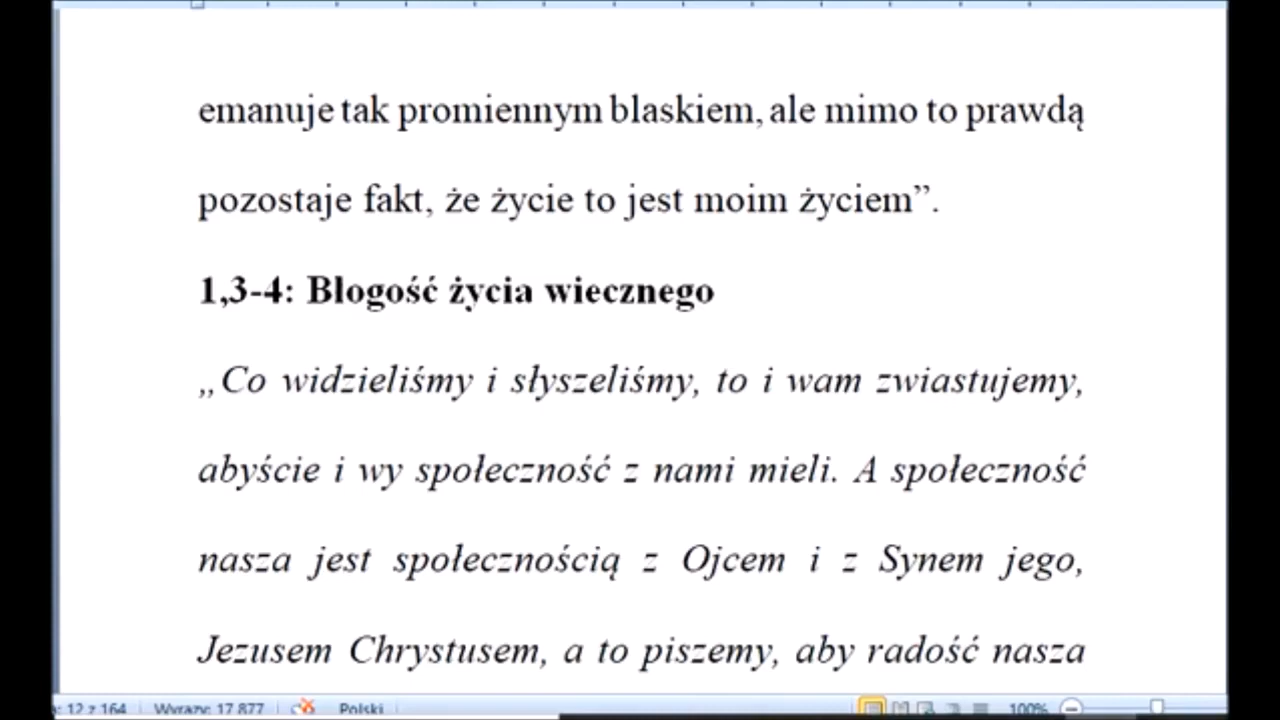 emanuje tak promiennym blaskiem, ale mimo to prawdą
pozostaje fakt, że życie to jest moim życiem”.
1,3-4: Błogość życia wiecznego
„Co widzieliśmy i słyszeliśmy, to i wam zwiastujemy,
abyście i wy społeczność z nami mieli. A społeczność
nasza jest społecznością z Ojcem i z Synem jego,
Jezusem Chrystusem, a to piszemy, aby radość nasza
12 z 164 Wyrazy: 17 877 Polski 100%